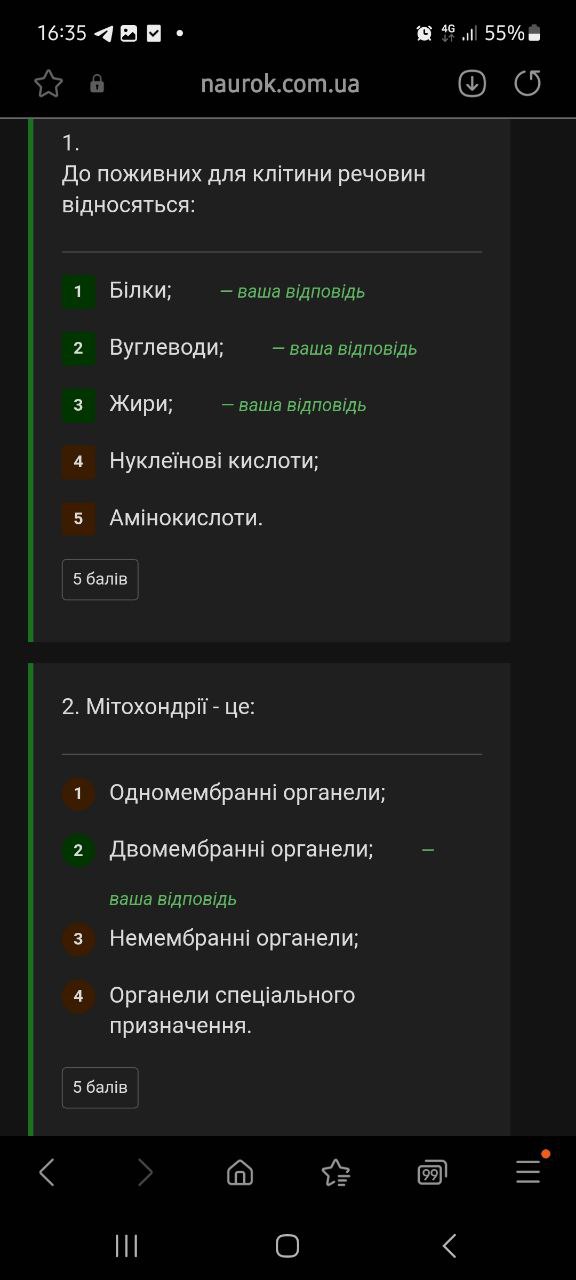 16:35
4G
55%
naurok.com.ua
1.
До поживних для клітини речовин
відносяться:
1 Білки; – ваша відповідь
2 Вуглеводи; – ваша відповідь
3 Жири; – ваша відповідь
4 Нуклеїнові кислоти;
5 Амінокислоти.
5 балів
2. Мітохондрії - це:
1 Одномембранні органели;
2 Двомембранні органели; –
ваша відповідь
3 Немембранні органели;
4 Органели спеціального
призначення.
5 балів
99